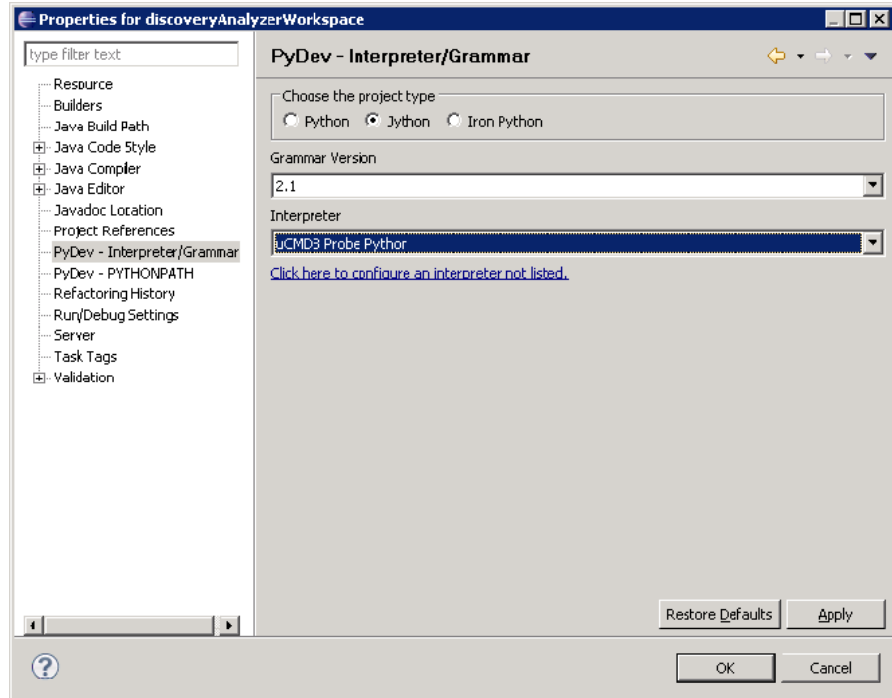 Properties for discoveryAnalyzerWorkspace
type filter text
Resource
Builders
Java Build Path
Java Code Style
Java Compiler
Java Editor
Javadoc Location
Project References
PyDev - Interpreter/Grammar
PyDev - PYTHONPATH
Refactoring History
Run/Debug Settings
Server
Task Tags
Validation
PyDev - Interpreter/Grammar
Choose the project type
Python Jython Iron Python
Grammar Version
2.1
Interpreter
uCMD3 Probe Pythor
Click here to configure an interpreter not listed.
Restore Defaults Apply
OK Cancel